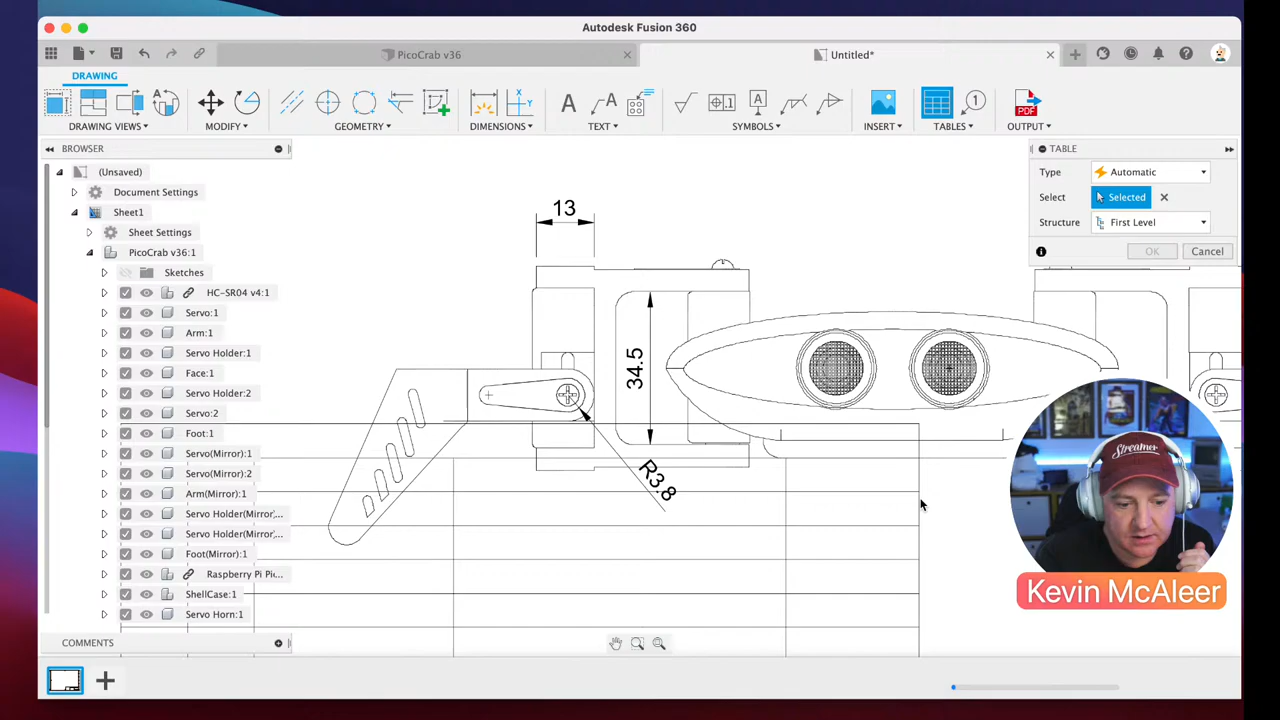 Autodesk Fusion 360
PicoCrab v36
Untitled*
DRAWING
DRAWING VIEWS
MODIFY
GEOMETRY
DIMENSIONS
TEXT
SYMBOLS
INSERT
TABLES
OUTPUT
BROWSER
(Unsaved)
Document Settings
Sheet1
Sheet Settings
PicoCrab v36:1
Sketches
HC-SR04 v4:1
Servo:1
Arm:1
Servo Holder:1
Face:1
Servo Holder:2
Servo:2
Foot:1
Servo(Mirror):1
Servo(Mirror):2
Arm(Mirror):1
Servo Holder(Mirror)...
Servo Holder(Mirror)...
Foot(Mirror):1
Raspberry Pi Pic...
ShellCase:1
Servo Horn:1
COMMENTS
13
34.5
R3.8
TABLE
Type Automatic
Select Selected
Structure First Level
OK Cancel
Streamer
Kevin McAleer